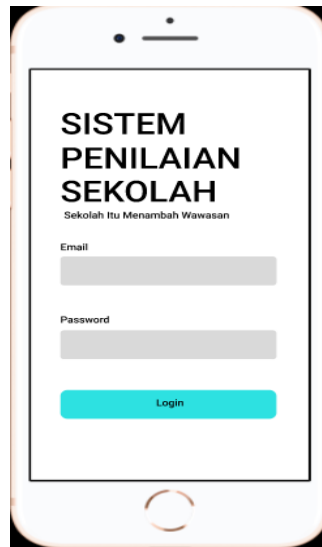 SISTEM
PENILAIAN
SEKOLAH
Sekolah Itu Menambah Wawasan
Email
Password
Login